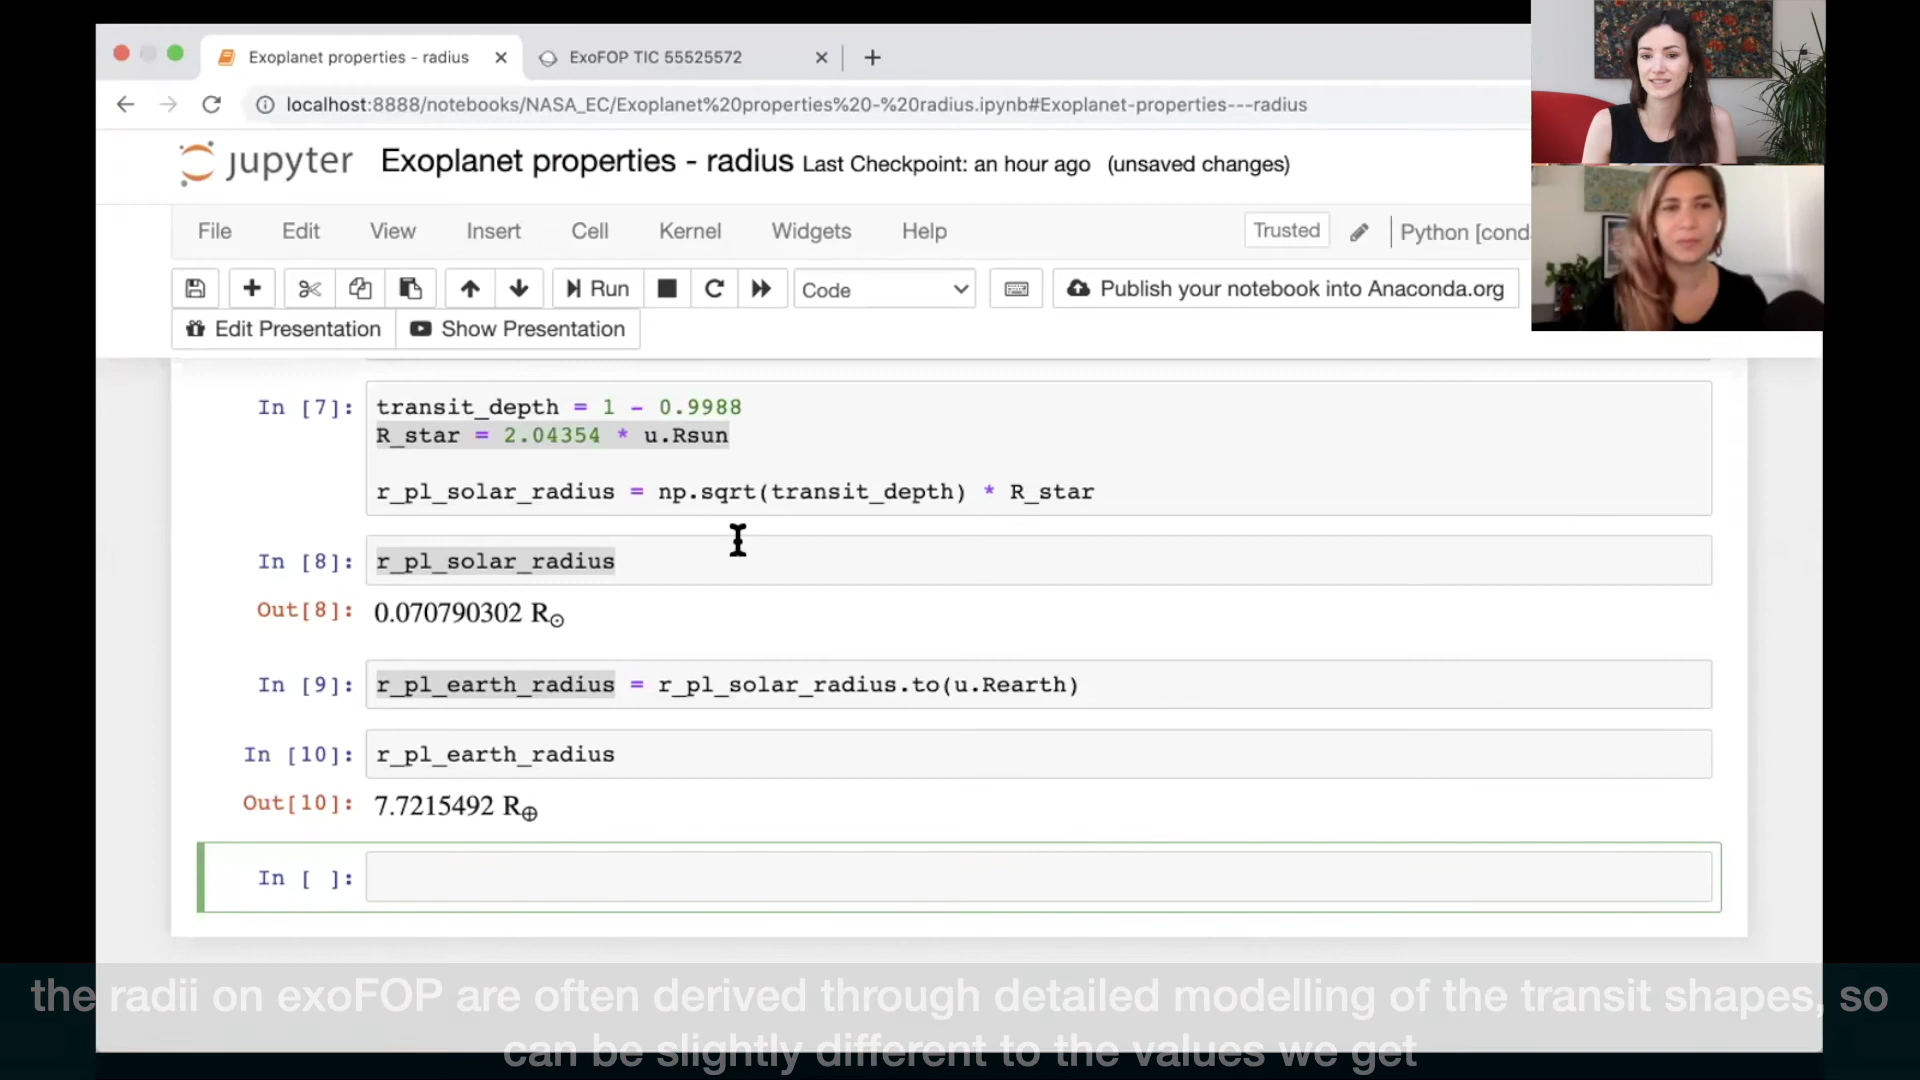 Exoplanet properties - radius
ExoFOP TIC 55525572
localhost:8888/notebooks/NASA_EC/Exoplanet%20properties%20-%20radius.ipynb#Exoplanet-properties---radius
jupyter Exoplanet properties - radius Last Checkpoint: an hour ago (unsaved changes)
File Edit View Insert Cell Kernel Widgets Help Trusted Python [cond
Run Code Publish your notebook into Anaconda.org
Edit Presentation Show Presentation
In [7]: transit_depth = 1 - 0.9988
R_star = 2.04354 * u.Rsun
r_pl_solar_radius = np.sqrt(transit_depth) * R_star
In [8]: r_pl_solar_radius
Out[8]: 0.070790302 R⊙
In [9]: r_pl_earth_radius = r_pl_solar_radius.to(u.Rearth)
In [10]: r_pl_earth_radius
Out[10]: 7.7215492 R⊕
In [ ]:
the radii on exoFOP are often derived through detailed modelling of the transit shapes, so
can be slightly different to the values we get